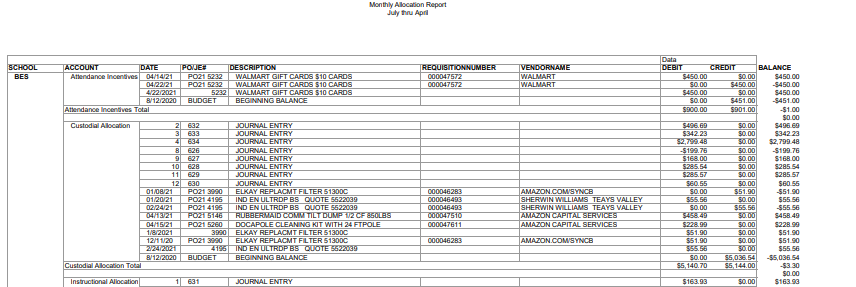 Monthly Allocation Report
July thru April
Data
SCHOOL ACCOUNT DATE PO/JE# DESCRIPTION REQUISITIONNUMBER VENDORNAME DEBIT CREDIT BALANCE
BES Attendance Incentives 04/14/21 PO21 5232 WALMART GIFT CARDS $10 CARDS 000047572 WALMART $450.00 $0.00 $450.00
04/22/21 PO21 5232 WALMART GIFT CARDS $10 CARDS 000047572 WALMART $0.00 $450.00 -$450.00
4/22/2021 5232 WALMART GIFT CARDS $10 CARDS $450.00 $0.00 $450.00
8/12/2020 BUDGET BEGINNING BALANCE $0.00 $451.00 -$451.00
Attendance Incentives Total $900.00 $901.00 -$1.00
$0.00
Custodial Allocation 2 632 JOURNAL ENTRY $496.69 $0.00 $496.69
3 633 JOURNAL ENTRY $342.23 $0.00 $342.23
4 634 JOURNAL ENTRY $2,799.48 $0.00 $2,799.48
8 626 JOURNAL ENTRY -$199.76 $0.00 -$199.76
9 627 JOURNAL ENTRY $168.00 $0.00 $168.00
10 628 JOURNAL ENTRY $285.54 $0.00 $285.54
11 629 JOURNAL ENTRY $285.57 $0.00 $285.57
12 630 JOURNAL ENTRY $60.55 $0.00 $60.55
01/08/21 PO21 3990 ELKAY REPLACMT FILTER 51300C 000046283 AMAZON.COM/SYNCB $0.00 $51.90 $51.90
01/20/21 PO21 4195 IND EN ULTRDP BS QUOTE 5522039 000046493 SHERWIN WILLIAMS TEAYS VALLEY $55.56 $0.00 $55.56
02/24/21 PO21 4195 IND EN ULTRDP BS QUOTE 5522039 000046493 SHERWIN WILLIAMS TEAYS VALLEY $0.00 $55.56 $55.56
04/13/21 PO21 5146 RUBBERMAID COMM TILT DUMP 1/2 CF 850LBS 000047510 AMAZON CAPITAL SERVICES $458.49 $0.00 $458.49
04/15/21 PO21 5260 DOCAPOLE CLEANING KIT WITH 24 FTPOLE 000047611 AMAZON CAPITAL SERVICES $228.99 $0.00 $228.99
1/8/2021 3990 ELKAY REPLACMT FILTER 51300C $51.90 $0.00 $51.90
12/11/20 PO21 3990 ELKAY REPLACMT FILTER 51300C 000046283 AMAZON.COM/SYNCB $51.90 $0.00 $51.90
2/24/2021 4195 IND EN ULTRDP BS QUOTE 5522039 $55.56 $0.00 $55.56
8/12/2020 BUDGET BEGINNING BALANCE $0.00 $5,036.54 -$5,036.54
Custodial Allocation Total $5,140.70 $5,144.00 -$3.30
$0.00
Instructional Allocation 1 631 JOURNAL ENTRY $163.93 $0.00 $163.93